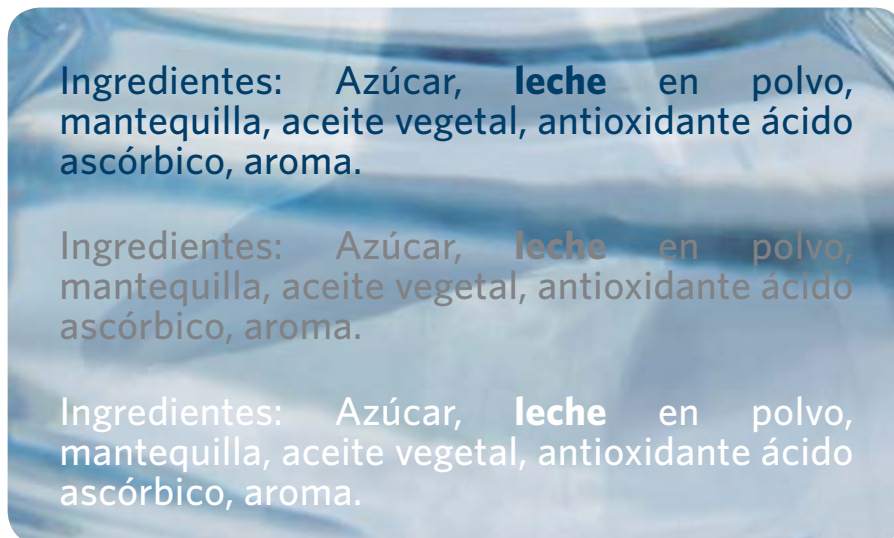 Ingredientes: Azúcar, leche en polvo,
mantequilla, aceite vegetal, antioxidante ácido
ascórbico, aroma.
Ingredientes: Azúcar, leche en polvo,
mantequilla, aceite vegetal, antioxidante ácido
ascórbico, aroma.
Ingredientes: Azúcar, leche en polvo,
mantequilla, aceite vegetal, antioxidante ácido
ascórbico, aroma.